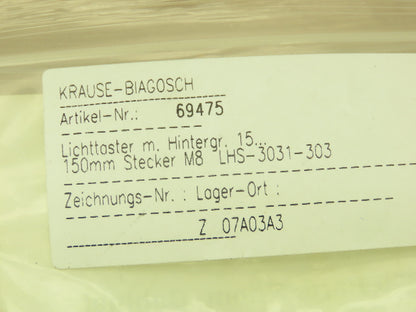 KRAUSE-BIAGOSCH
Artikel-Nr.: 69475
Lichttaster m. Hintergr. 15...
150mm Stecker M8 LHS-3031-303
Zeichnungs-Nr. : Lager-Ort :
Z 07A03A3